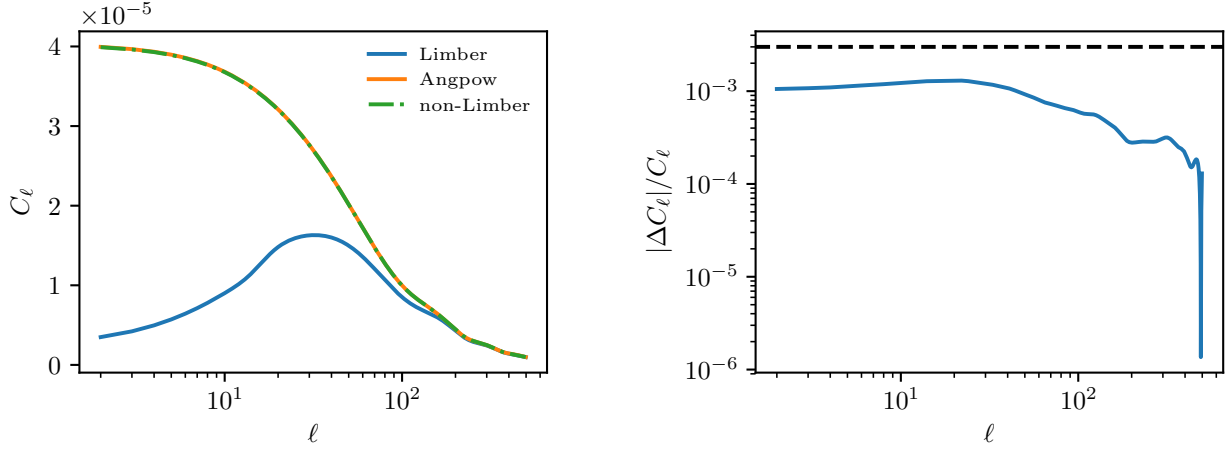 ×10⁻⁵
4
3
2
1
0
C_ℓ
10¹
10²
ℓ
Limber
Angpow
non-Limber
10⁻³
10⁻⁴
10⁻⁵
10⁻⁶
|ΔC_ℓ|/C_ℓ
10¹
10²
ℓ